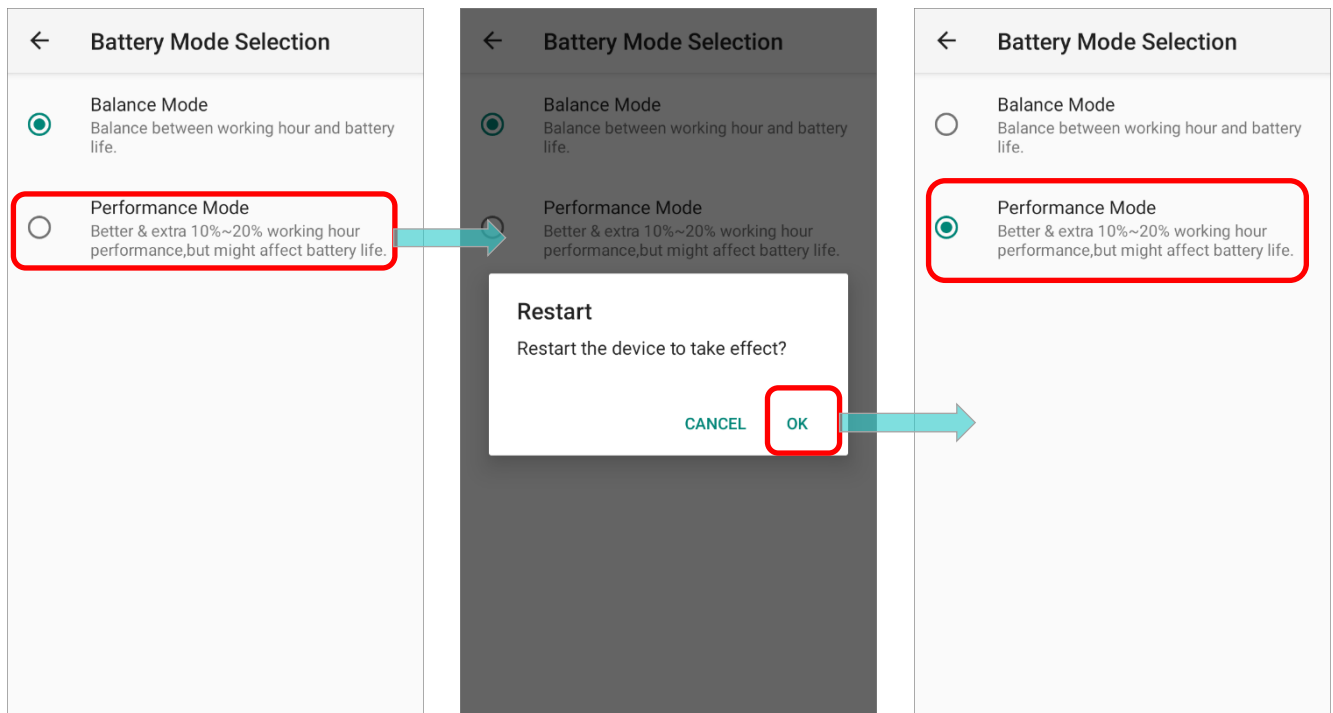 Battery Mode Selection
Balance Mode
Balance between working hour and battery
life.
Performance Mode
Better & extra 10%~20% working hour
performance,but might affect battery life.
Battery Mode Selection
Balance Mode
Balance between working hour and battery
life.
Performance Mode
Better & extra 10%~20% working hour
performance,but might affect battery life.
Restart
Restart the device to take effect?
CANCEL OK
Battery Mode Selection
Balance Mode
Balance between working hour and battery
life.
Performance Mode
Better & extra 10%~20% working hour
performance,but might affect battery life.